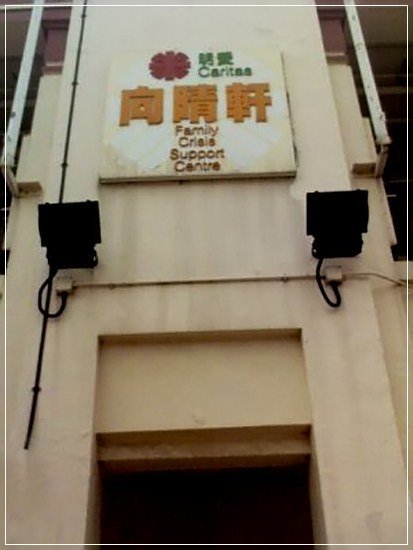 明愛
Caritas
向晴軒
Family
Crisis
Support
Centre